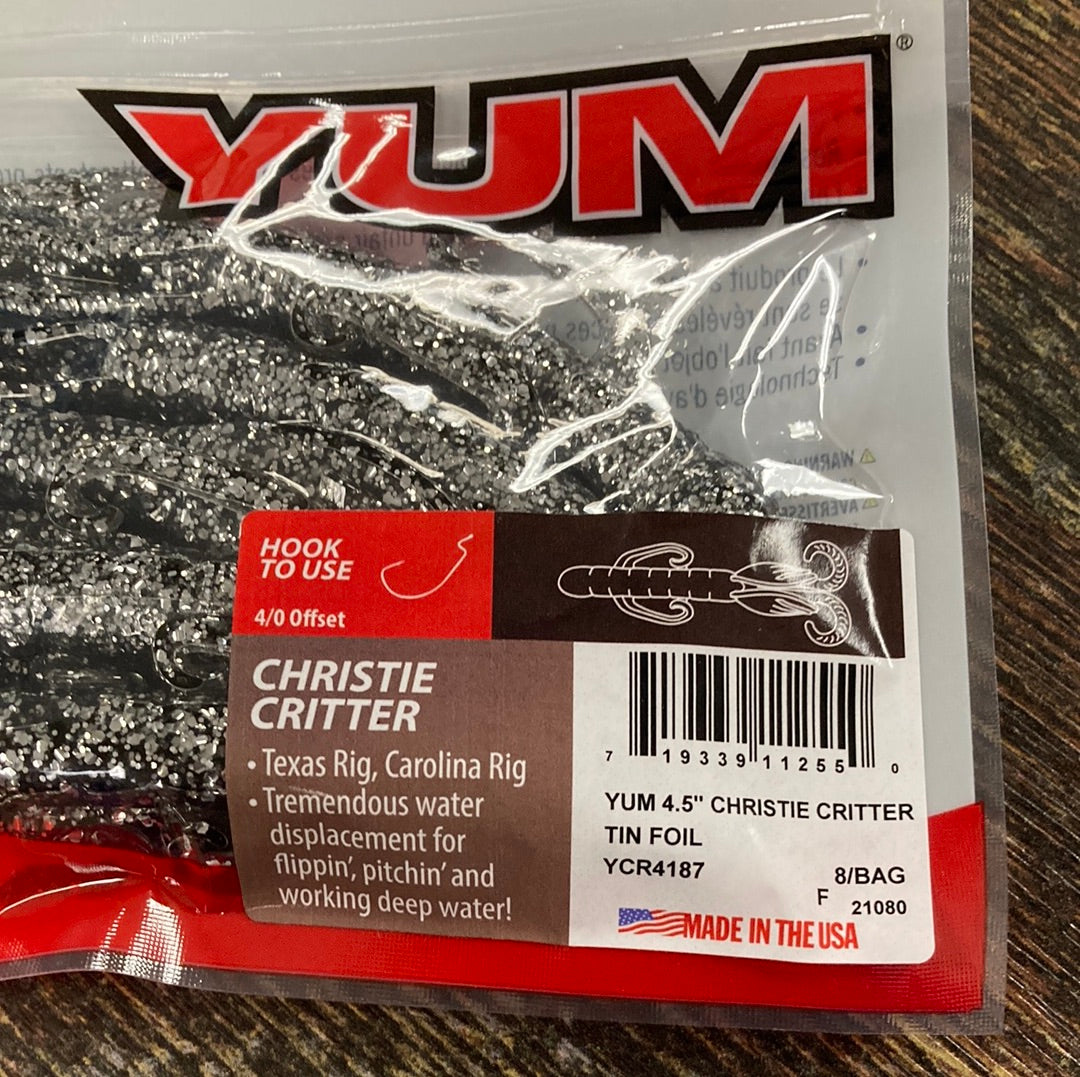 YUM®
HOOK
TO USE
4/0 Offset
CHRISTIE
CRITTER
• Texas Rig, Carolina Rig
• Tremendous water
displacement for
flippin', pitchin' and
working deep water!
7 19339 11255 0
YUM 4.5" CHRISTIE CRITTER
TIN FOIL
YCR4187
8/BAG
F 21080
MADE IN THE USA